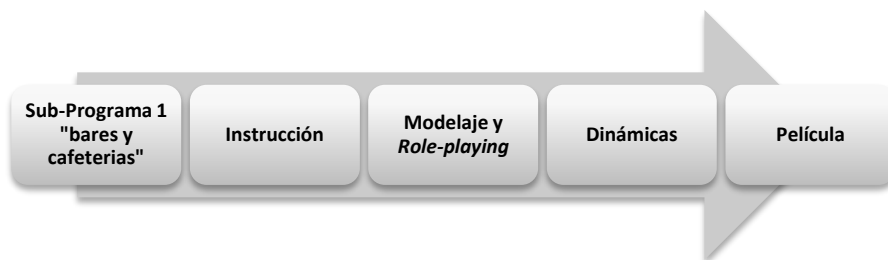 Sub-Programa 1
"bares y
cafeterias"
Instrucción
Modelaje y
Role-playing
Dinámicas
Película